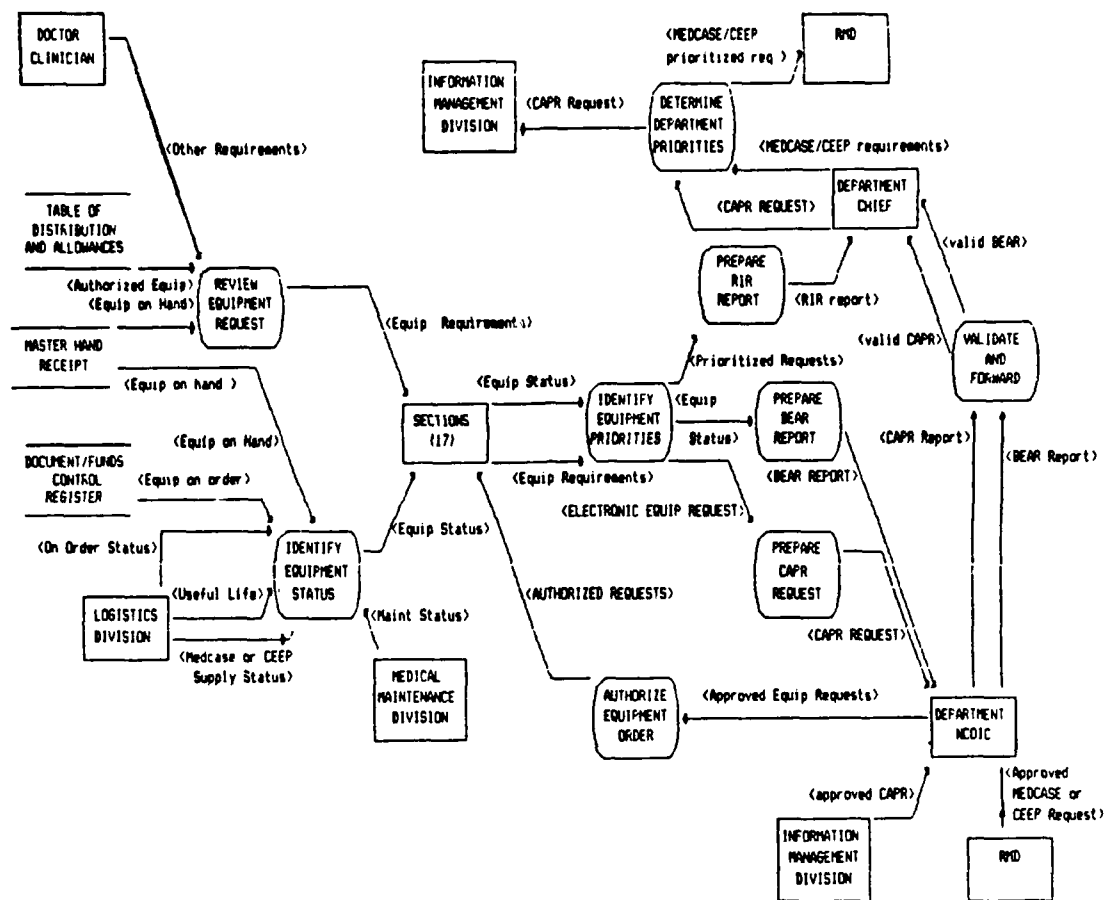 DOCTOR
CLINICIAN
<MEDCASE/CEEP
prioritized req )
RMD
INFORMATION
MANAGEMENT
DIVISION
<CAPR Request>
DETERMINE
DEPARTMENT
PRIORITIES
<Other Requirements>
<MEDCASE/CEEP requirements>
DEPARTMENT
CHIEF
<CAPR REQUEST>
TABLE OF
DISTRIBUTION
AND ALLOWANCES
<valid BEAR>
<Authorized Equip>
<Equip on Hand>
REVIEW
EQUIPMENT
REQUEST
PREPARE
RIR
REPORT
<RIR report>
MASTER HAND
RECEIPT
<Equip Requirements>
<valid CAPR>
VALIDATE
AND
FORWARD
<Equip on hand )
<Prioritized Requests>
<Equip Status>
SECTIONS
(17)
IDENTIFY
EQUIPMENT
PRIORITIES
<Equip
Status>
PREPARE
BEAR
REPORT
<Equip on Hand>
<CAPR Report>
<BEAR Report>
DOCUMENT/FUNDS
CONTROL
REGISTER
<Equip on order>
<Equip Requirements>
<BEAR REPORT>
<ELECTRONIC EQUIP REQUEST>
<On Order Status>
IDENTIFY
EQUIPMENT
STATUS
<Equip Status>
PREPARE
CAPR
REQUEST
<Useful Life>
<AUTHORIZED REQUESTS>
LOGISTICS
DIVISION
<Maint Status>
<CAPR REQUEST>
<Medcase or CEEP
Supply Status>
MEDICAL
MAINTENANCE
DIVISION
AUTHORIZE
EQUIPMENT
ORDER
<Approved Equip Requests>
DEPARTMENT
NCOIC
<approved CAPR>
<Approved
MEDCASE or
CEEP Request>
INFORMATION
MANAGEMENT
DIVISION
RMD